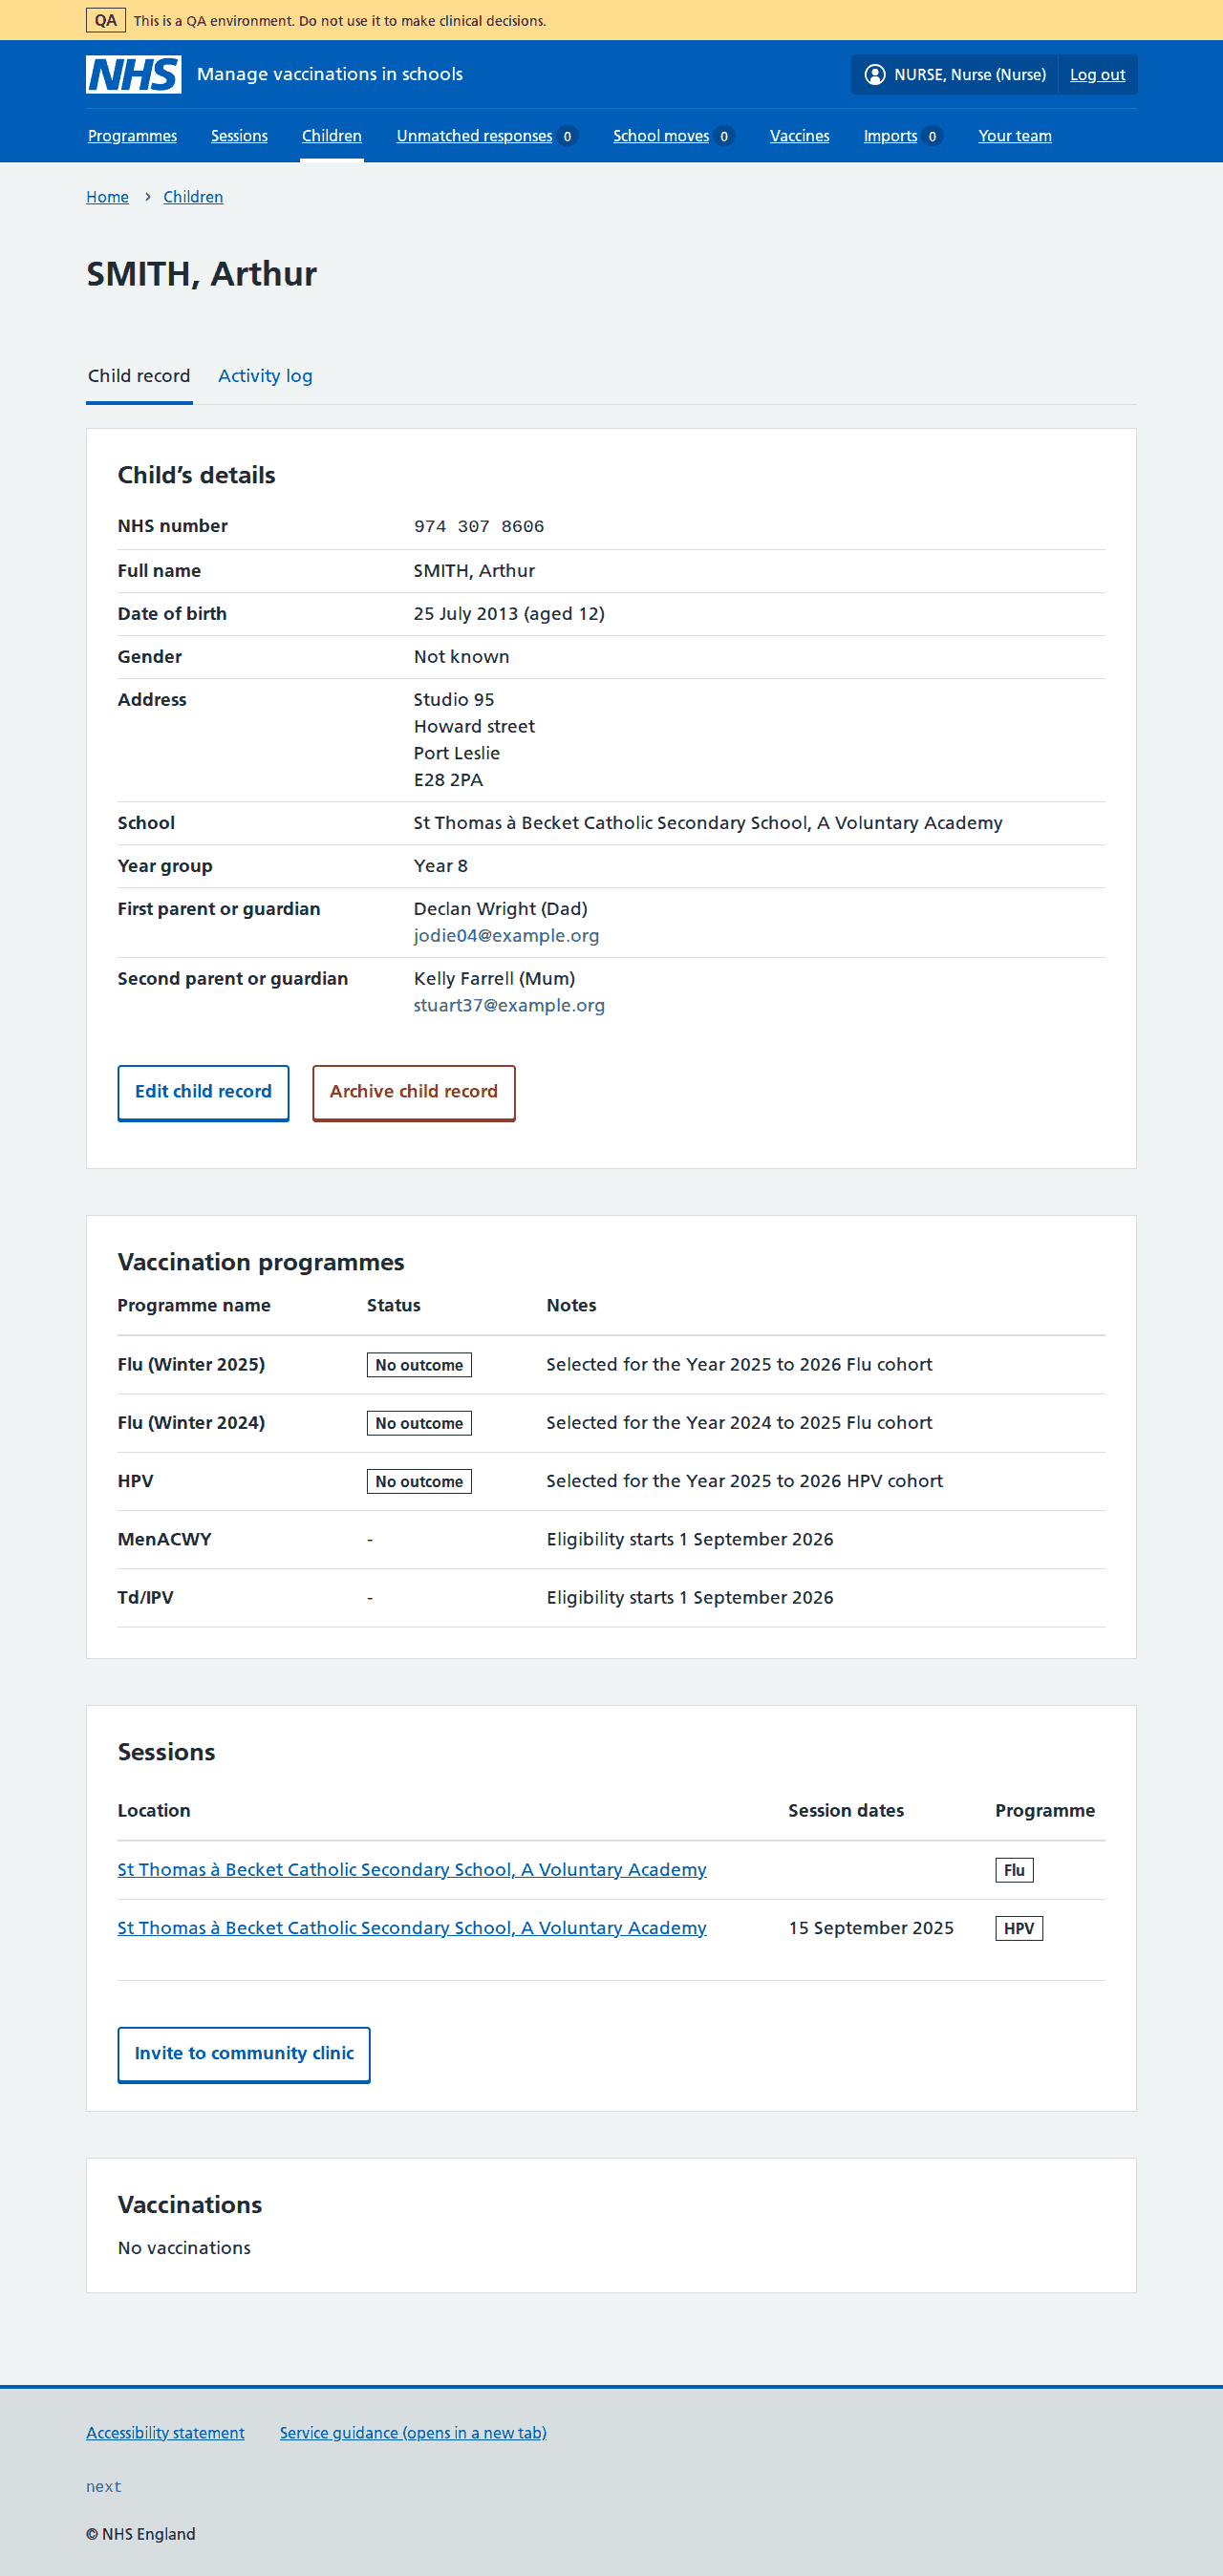 QA This is a QA environment. Do not use it to make clinical decisions.
NHS Manage vaccinations in schools NURSE, Nurse (Nurse) Log out
Programmes Sessions Children Unmatched responses 0 School moves 0 Vaccines Imports 0 Your team
Home › Children
SMITH, Arthur
Child record Activity log
Child’s details
NHS number 974 307 8606
Full name SMITH, Arthur
Date of birth 25 July 2013 (aged 12)
Gender Not known
Address Studio 95
Howard street
Port Leslie
E28 2PA
School St Thomas à Becket Catholic Secondary School, A Voluntary Academy
Year group Year 8
First parent or guardian Declan Wright (Dad)
jodie04@example.org
Second parent or guardian Kelly Farrell (Mum)
stuart37@example.org
Edit child record Archive child record
Vaccination programmes
Programme name Status Notes
Flu (Winter 2025) No outcome Selected for the Year 2025 to 2026 Flu cohort
Flu (Winter 2024) No outcome Selected for the Year 2024 to 2025 Flu cohort
HPV No outcome Selected for the Year 2025 to 2026 HPV cohort
MenACWY - Eligibility starts 1 September 2026
Td/IPV - Eligibility starts 1 September 2026
Sessions
Location Session dates Programme
St Thomas à Becket Catholic Secondary School, A Voluntary Academy Flu
St Thomas à Becket Catholic Secondary School, A Voluntary Academy 15 September 2025 HPV
Invite to community clinic
Vaccinations
No vaccinations
Accessibility statement Service guidance (opens in a new tab)
next
© NHS England